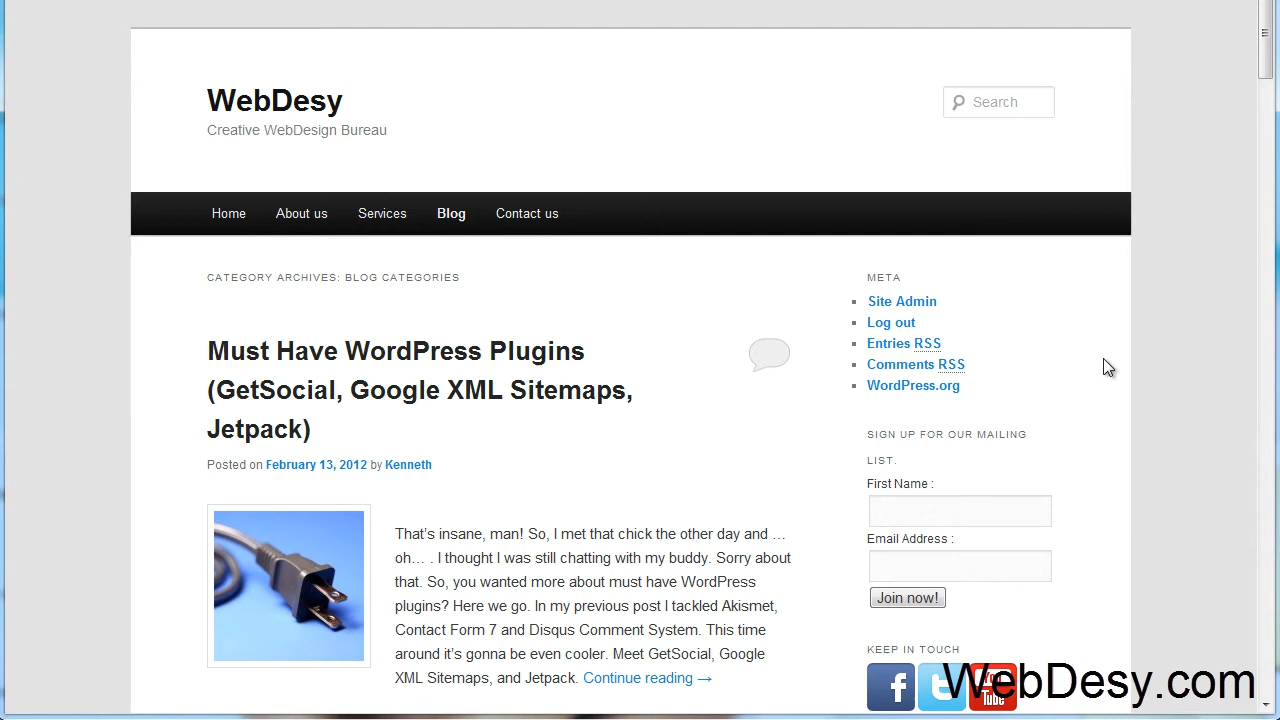 WebDesy
Creative WebDesign Bureau
Search
Home About us Services Blog Contact us
CATEGORY ARCHIVES: BLOG CATEGORIES
Must Have WordPress Plugins
(GetSocial, Google XML Sitemaps,
Jetpack)
Posted on February 13, 2012 by Kenneth
That's insane, man! So, I met that chick the other day and …
oh… . I thought I was still chatting with my buddy. Sorry about
that. So, you wanted more about must have WordPress
plugins? Here we go. In my previous post I tackled Akismet,
Contact Form 7 and Disqus Comment System. This time
around it's gonna be even cooler. Meet GetSocial, Google
XML Sitemaps, and Jetpack. Continue reading →
META
Site Admin
Log out
Entries RSS
Comments RSS
WordPress.org
SIGN UP FOR OUR MAILING
LIST.
First Name :
Email Address :
Join now!
KEEP IN TOUCH
You
Tube
WebDesy.com